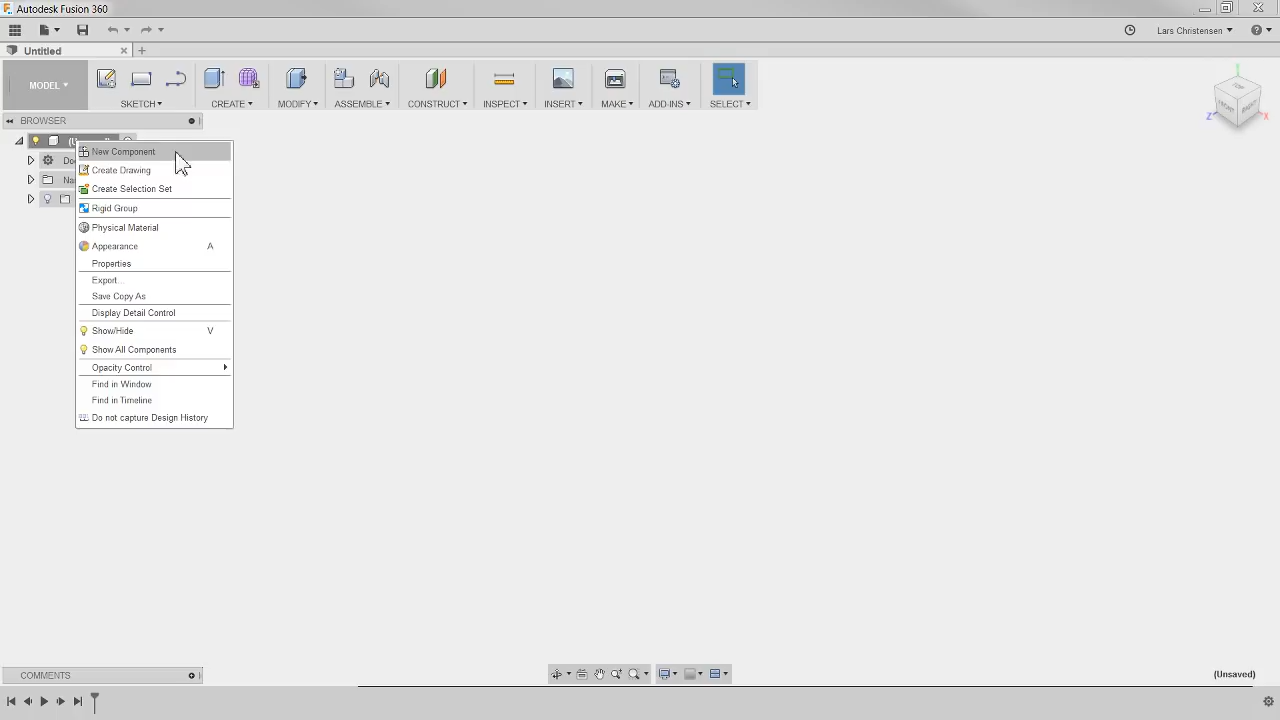 Autodesk Fusion 360
Lars Christensen
Untitled
MODEL
SKETCH
CREATE
MODIFY
ASSEMBLE
CONSTRUCT
INSPECT
INSERT
MAKE
ADD-INS
SELECT
TOP
FRONT
RIGHT
Z
X
BROWSER
New Component
Create Drawing
Create Selection Set
Rigid Group
Physical Material
Appearance A
Properties
Export...
Save Copy As
Display Detail Control
Show/Hide V
Show All Components
Opacity Control
Find in Window
Find in Timeline
Do not capture Design History
COMMENTS
(Unsaved)